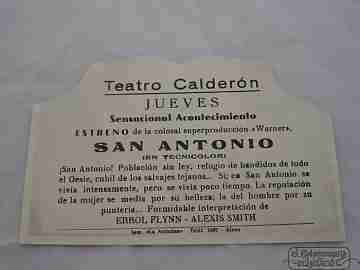 Teatro Calderón
JUEVES
Sensacional Acontecimiento
ESTRENO de la colosal superproducción «Warner»,
SAN ANTONIO
(EN TECNICOLOR)
¡San Antonio! Población sin ley, refugio de bandidos de todo
el Oeste, cubil de los salvajes tejanos... Si; en San Antonio se
vivía intensamente, pero se vivía poco tiempo. La reputación
de la mujer se medía por su belleza; la del hombre por su
puntería... Formidable interpretación de
ERROL FLYNN - ALEXIS SMITH
Imp. «La Actividad»